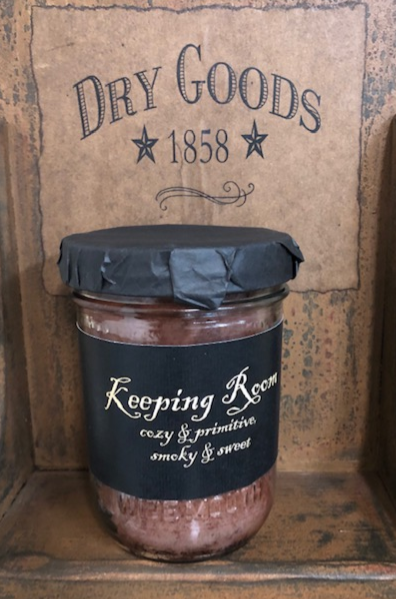 DRY GOODS
1858
Keeping Room
cozy & primitive,
smoky & sweet